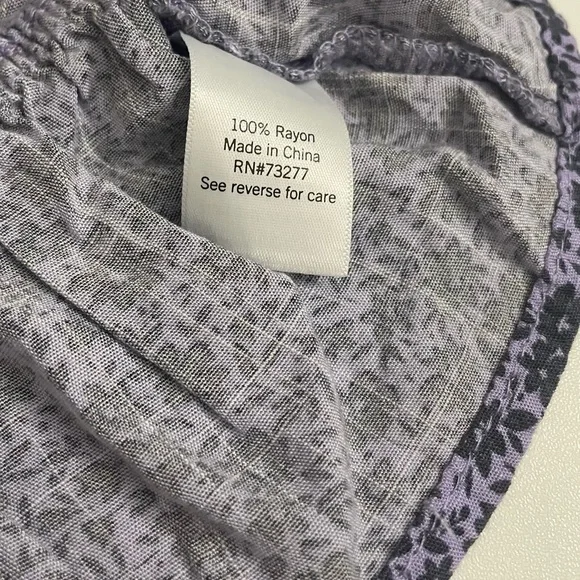 100% Rayon
Made in China
RN#73277
See reverse for care